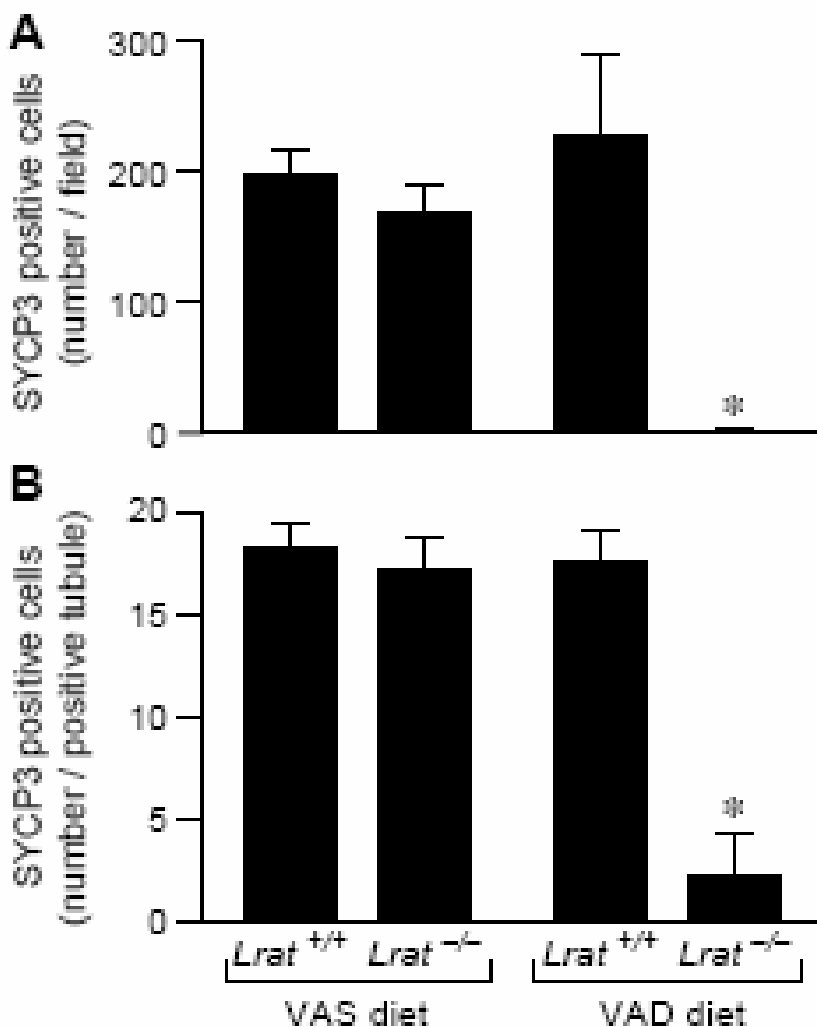 A
SYCP3 positive cells
(number / field)
300
200
100
0
*
B
SYCP3 positive cells
(number / positive tubule)
20
15
10
5
0
*
Lrat +/+ Lrat –/– Lrat +/+ Lrat –/–
VAS diet VAD diet